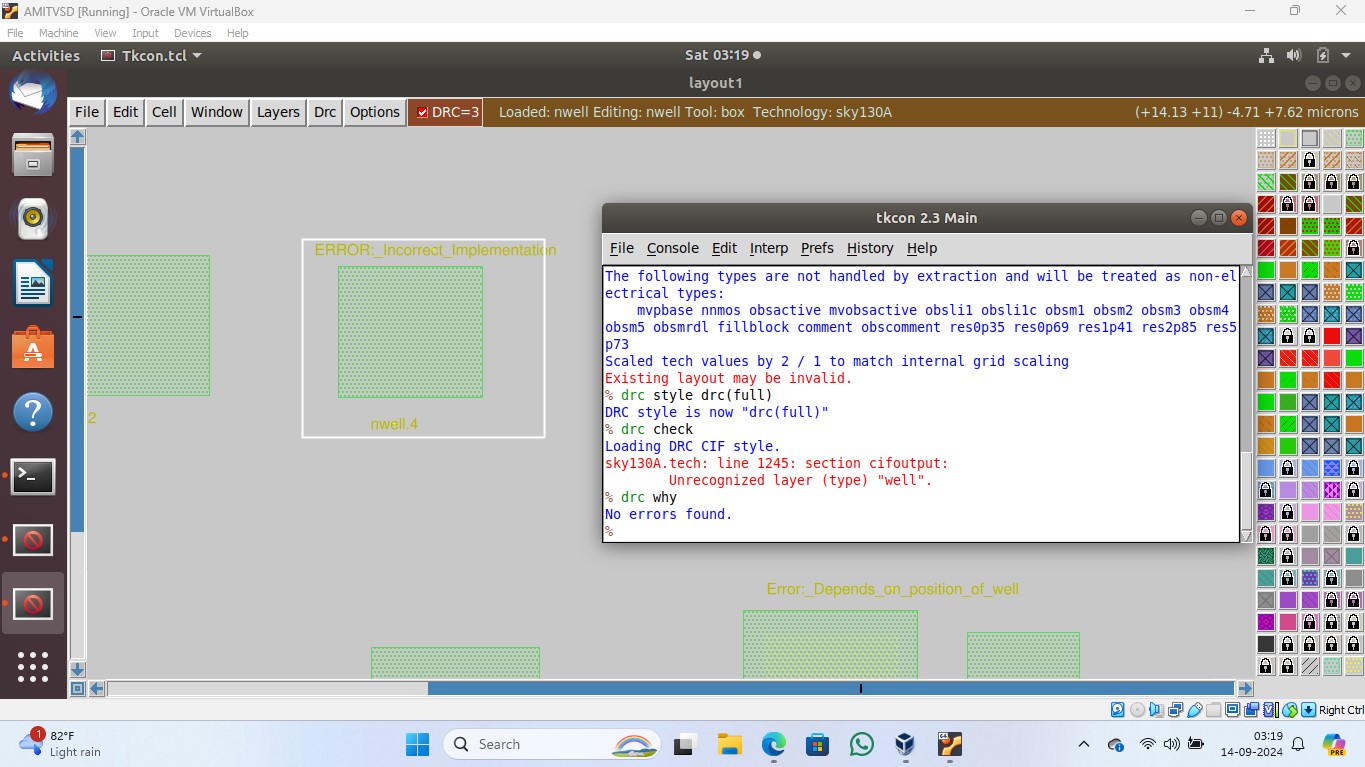 AMITVSD [Running] - Oracle VM VirtualBox
File Machine View Input Devices Help
Activities Tkcon.tcl Sat 03:19
layout1
File Edit Cell Window Layers Drc Options DRC=3 Loaded: nwell Editing: nwell Tool: box Technology: sky130A (+14.13 +11) -4.71 +7.62 microns
ERROR:_Incorrect_Implementation
2
nwell.4
tkcon 2.3 Main
File Console Edit Interp Prefs History Help
The following types are not handled by extraction and will be treated as non-el
ectrical types:
mvpbase nnmos obsactive mvobsactive obsli1 obsli1c obsm1 obsm2 obsm3 obsm4
obsm5 obsmrdl fillblock comment obscomment res0p35 res0p69 res1p41 res2p85 res5
p73
Scaled tech values by 2 / 1 to match internal grid scaling
Existing layout may be invalid.
% drc style drc(full)
DRC style is now "drc(full)"
% drc check
Loading DRC CIF style.
sky130A.tech: line 1245: section cifoutput:
Unrecognized layer (type) "well".
% drc why
No errors found.
%
Error:_Depends_on_position_of_well
Right Ctrl
1
82°F
Light rain
Search
64
03:19
14-09-2024
PRE